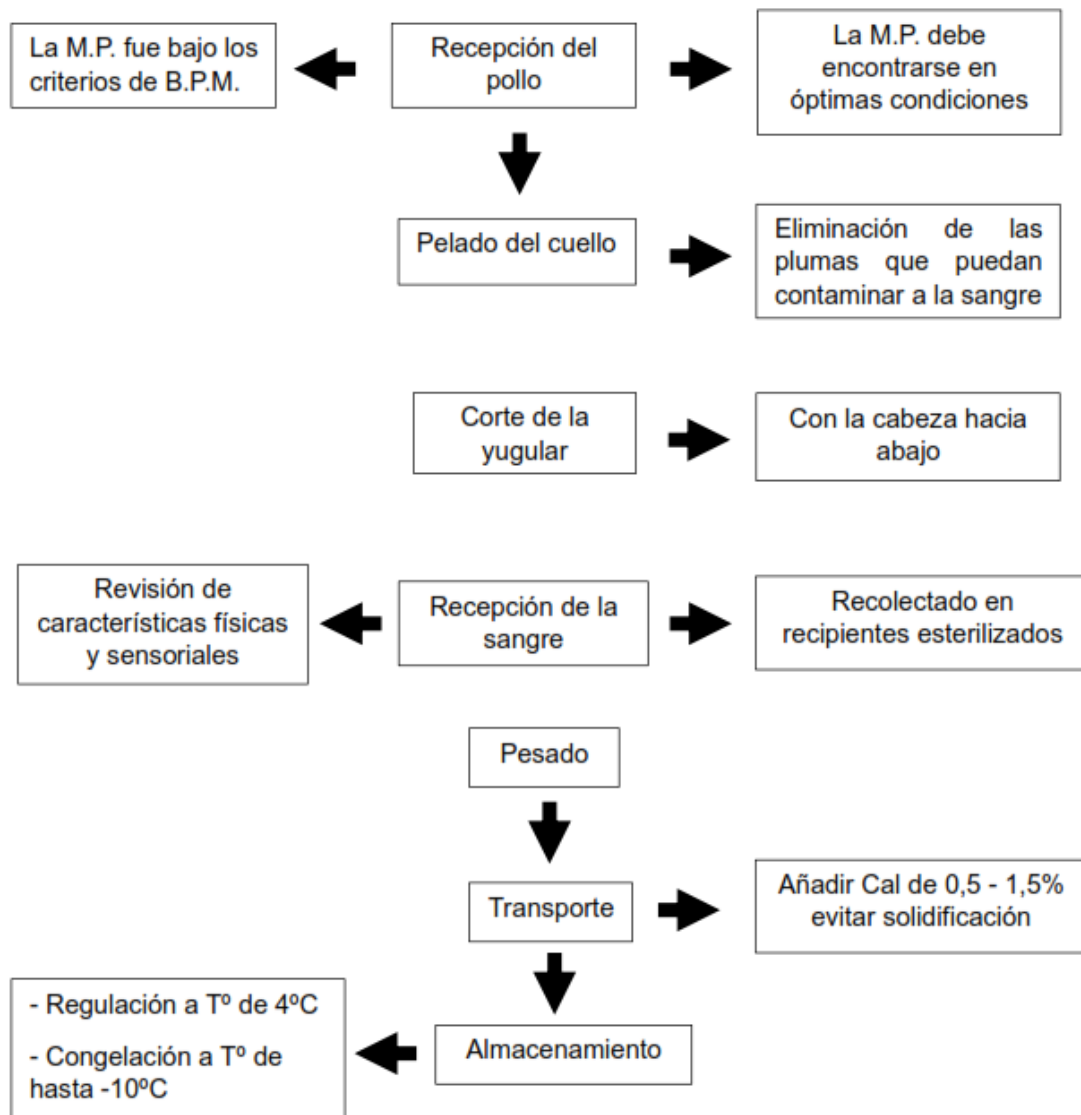 La M.P. fue bajo los
criterios de B.P.M.
Recepción del
pollo
La M.P. debe
encontrarse en
óptimas condiciones
Pelado del cuello
Eliminación de las
plumas que puedan
contaminar a la sangre
Corte de la
yugular
Con la cabeza hacia
abajo
Revisión de
características físicas
y sensoriales
Recepción de la
sangre
Recolectado en
recipientes esterilizados
Pesado
Transporte
Añadir Cal de 0,5 - 1,5%
evitar solidificación
- Regulación a Tº de 4ºC
- Congelación a Tº de
hasta -10ºC
Almacenamiento